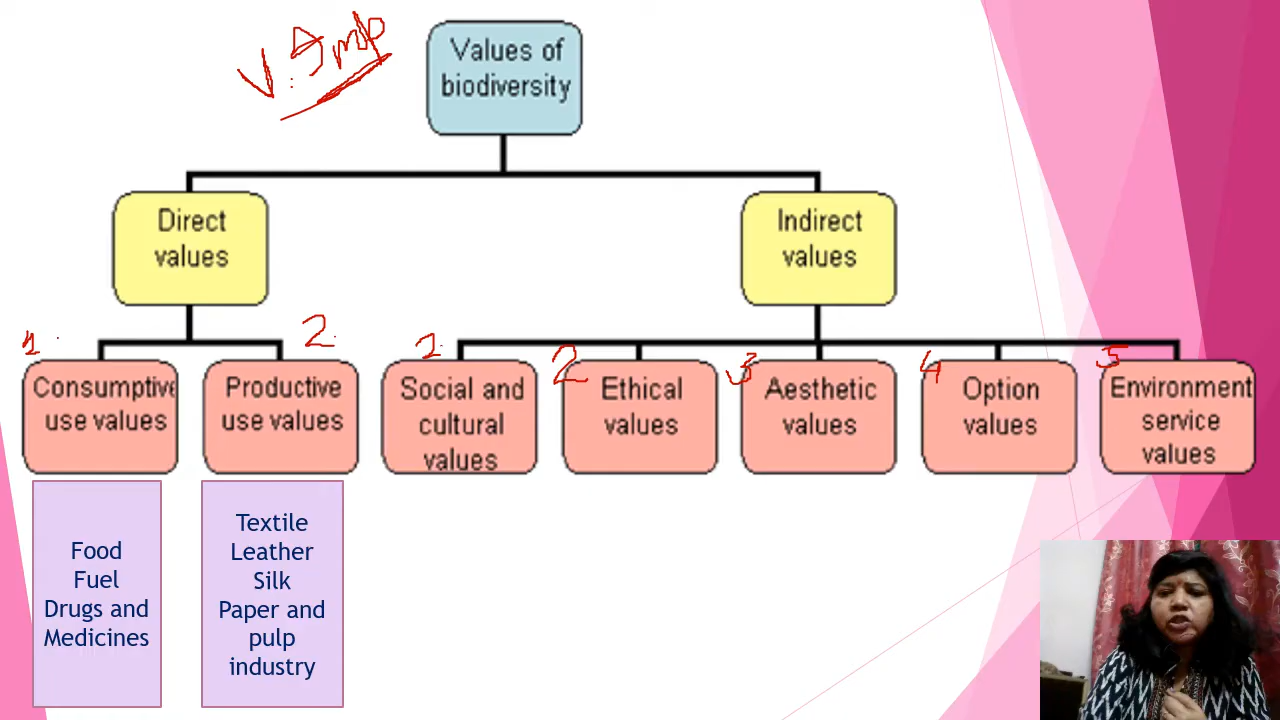 V. Imp
Values of
biodiversity
Direct
values
Indirect
values
1
2
1
2
3
4
5
Consumptive
use values
Productive
use values
Social and
cultural
values
Ethical
values
Aesthetic
values
Option
values
Environment
service
values
Food
Fuel
Drugs and
Medicines
Textile
Leather
Silk
Paper and
pulp
industry